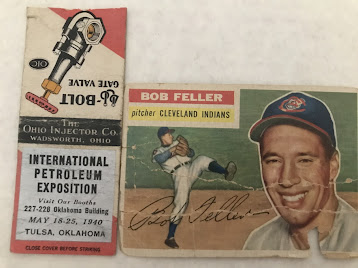 U-BOLT
GATE VALVE
OIC
THE
OHIO INJECTOR CO.
WADSWORTH, OHIO
INTERNATIONAL
PETROLEUM
EXPOSITION
Visit Our Booths
227-228 Oklahoma Building
MAY 18-25, 1940
TULSA, OKLAHOMA
CLOSE COVER BEFORE STRIKING
BOB FELLER
pitcher CLEVELAND INDIANS
Bob Feller